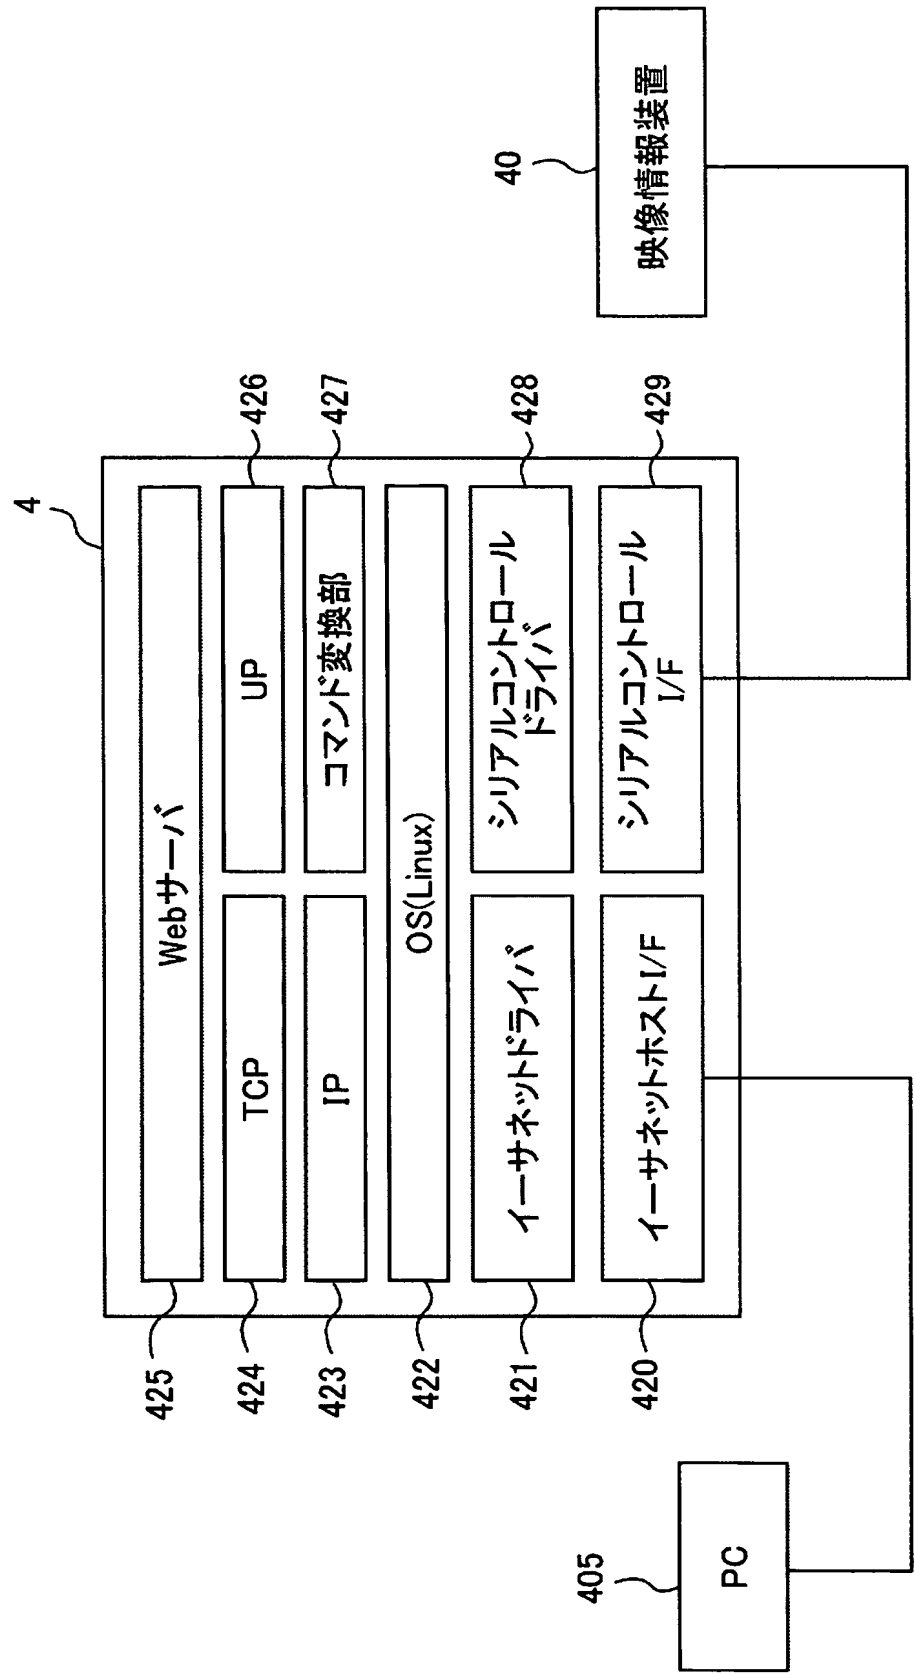 4
425
Webサーバ
424
TCP
UP
426
423
IP
コマンド変換部
427
422
OS(Linux)
421
イーサネットドライバ
シリアルコントロール
ドライバ
428
420
イーサネットホストI/F
シリアルコントロール
I/F
429
405
PC
40
映像情報装置